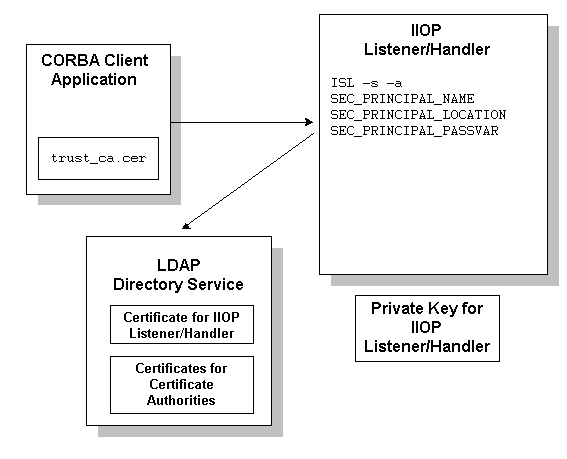 CORBA Client
Application
trust_ca.cer
IIOP
Listener/Handler
ISL –s –a
SEC_PRINCIPAL_NAME
SEC_PRINCIPAL_LOCATION
SEC_PRINCIPAL_PASSVAR
LDAP
Directory Service
Certificate for IIOP
Listener/Handler
Certificates for
Certificate
Authorities
Private Key for
IIOP
Listener/Handler